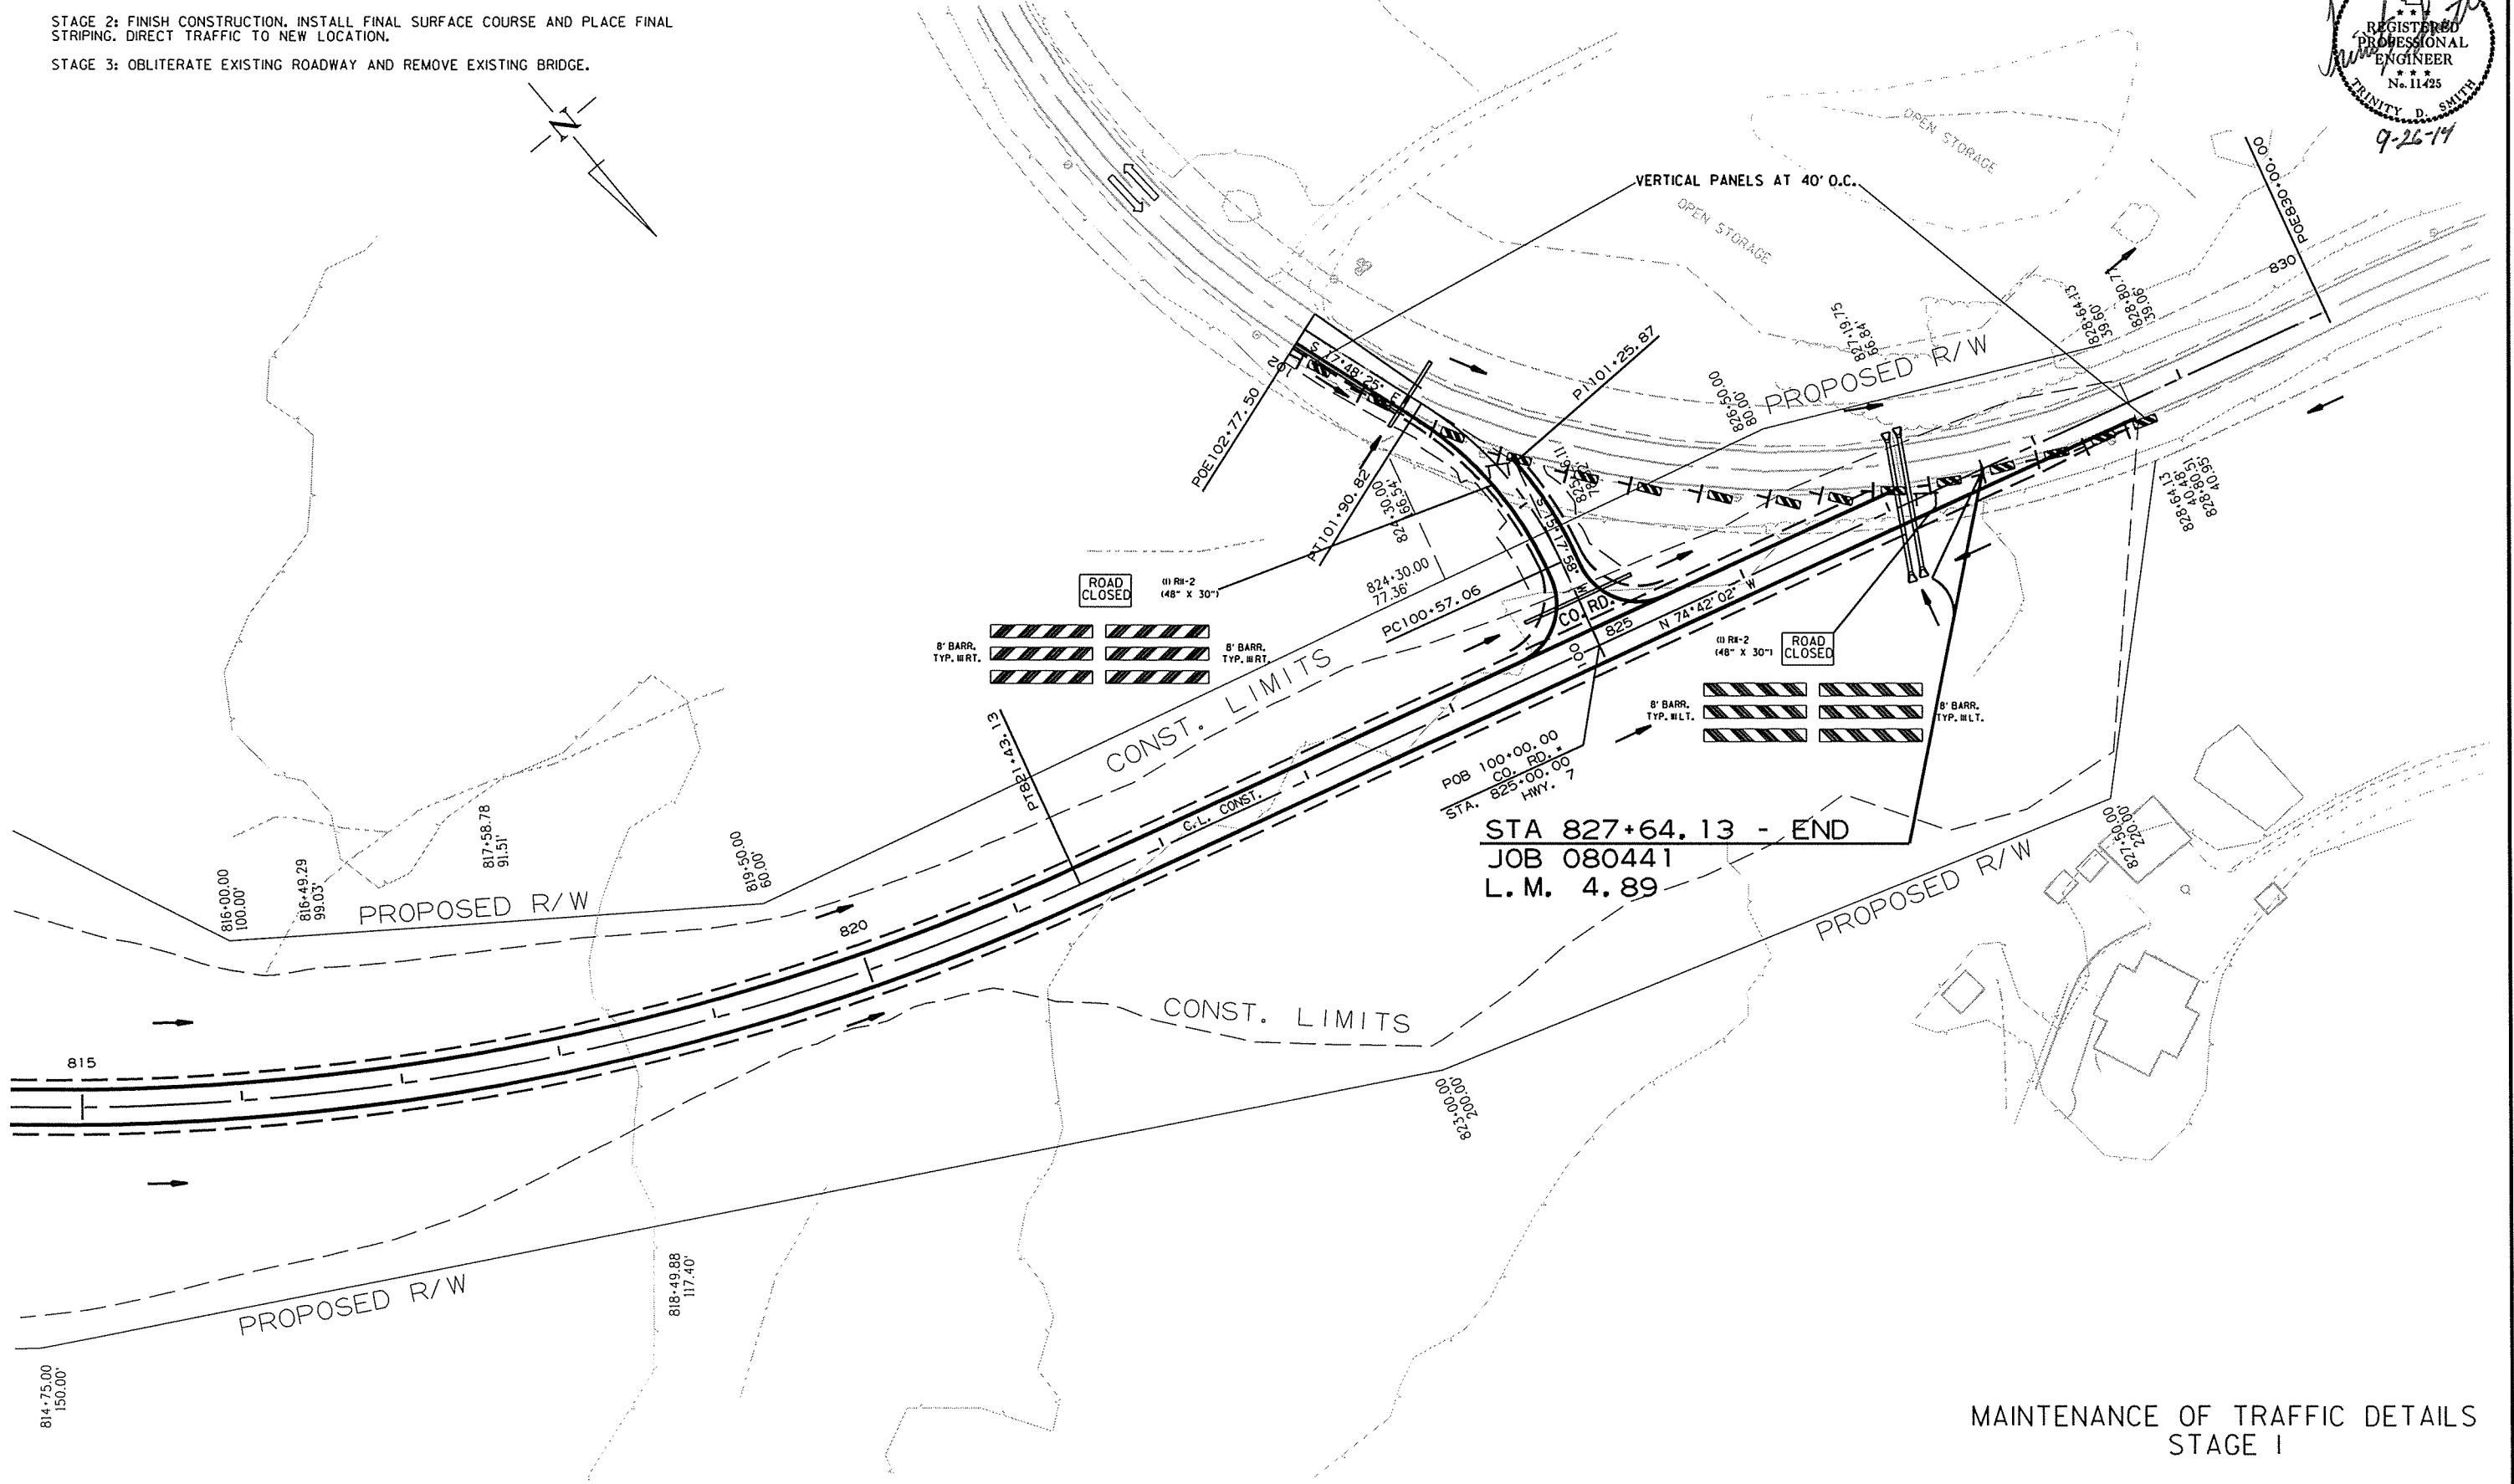 STAGE 2: FINISH CONSTRUCTION. INSTALL FINAL SURFACE COURSE AND PLACE FINAL
STRIPING. DIRECT TRAFFIC TO NEW LOCATION.
STAGE 3: OBLITERATE EXISTING ROADWAY AND REMOVE EXISTING BRIDGE.
N
REGISTERED
PROFESSIONAL
ENGINEER
No. 11425
TRINITY D. SMITH
9-26-14
OPEN STORAGE
OPEN STORAGE
VERTICAL PANELS AT 40' O.C.
POE830+00.00
830
828+64.13
39.60'
828+80.77
39.06'
827+19.75
66.84'
PROPOSED R/W
826+50.00
80.00'
PI101+25.87
S 77°48'25" E
POE102+77.50
PT101+90.82
824+30.00
66.54'
S 15°17'58" W
828+64.13
40.48'
828+80.51
40.95'
824+30.00
77.36'
PC100+57.06
ROAD
CLOSED
(1) R11-2
(48" X 30")
8' BARR.
TYP. III RT.
8' BARR.
TYP. III RT.
CO. RD.
825
N 74°42'02" W
(1) R11-2
(48" X 30")
ROAD
CLOSED
8' BARR.
TYP. III LT.
8' BARR.
TYP. III LT.
CONST. LIMITS
PT821+43.13
C.L. CONST.
POB 100+00.00
CO. RD. =
STA. 825+00.00
HWY. 7
STA 827+64.13 - END
JOB 080441
L.M. 4.89
827+50.00
220.00'
PROPOSED R/W
817+58.78
91.51'
819+50.00
60.00'
816+00.00
100.00'
816+49.29
99.03'
PROPOSED R/W
820
CONST. LIMITS
815
823+00.00
200.00'
818+49.88
117.40'
PROPOSED R/W
814+75.00
150.00'
MAINTENANCE OF TRAFFIC DETAILS
STAGE 1